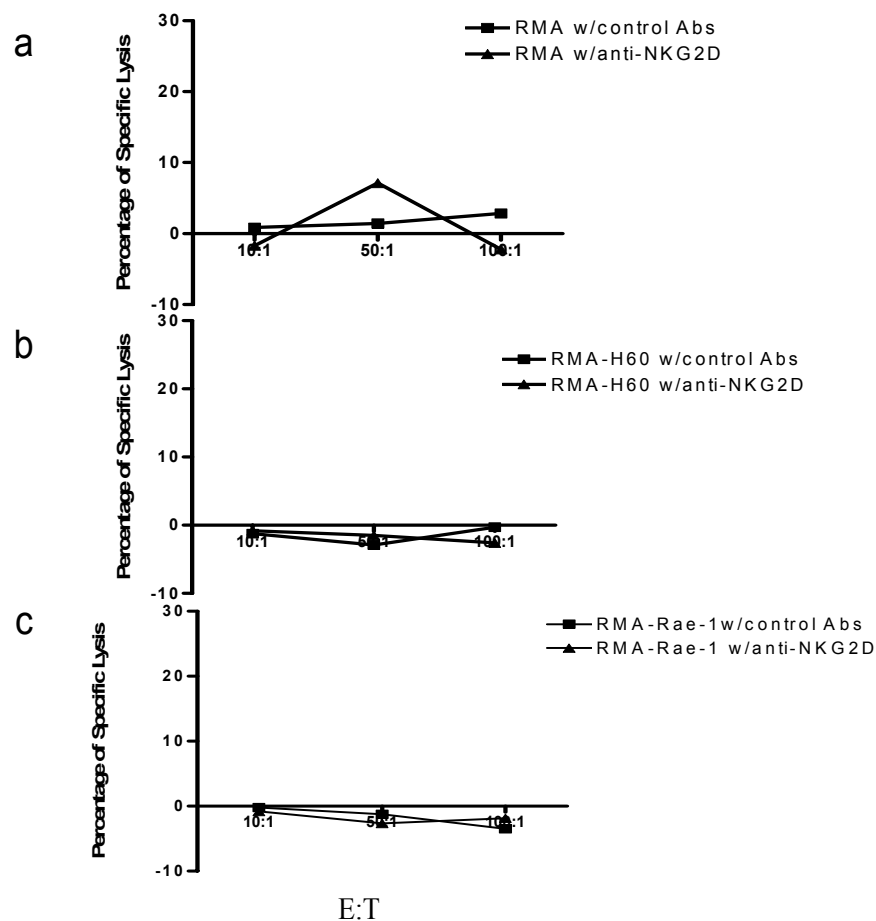 a
Percentage of Specific Lysis
30
20
10
0
-10
10:1
50:1
100:1
RMA w/control Abs
RMA w/anti-NKG2D
b
Percentage of Specific Lysis
30
20
10
0
-10
10:1
50:1
100:1
RMA-H60 w/control Abs
RMA-H60 w/anti-NKG2D
c
Percentage of Specific Lysis
30
20
10
0
-10
10:1
50:1
100:1
RMA-Rae-1w/control Abs
RMA-Rae-1 w/anti-NKG2D
E:T